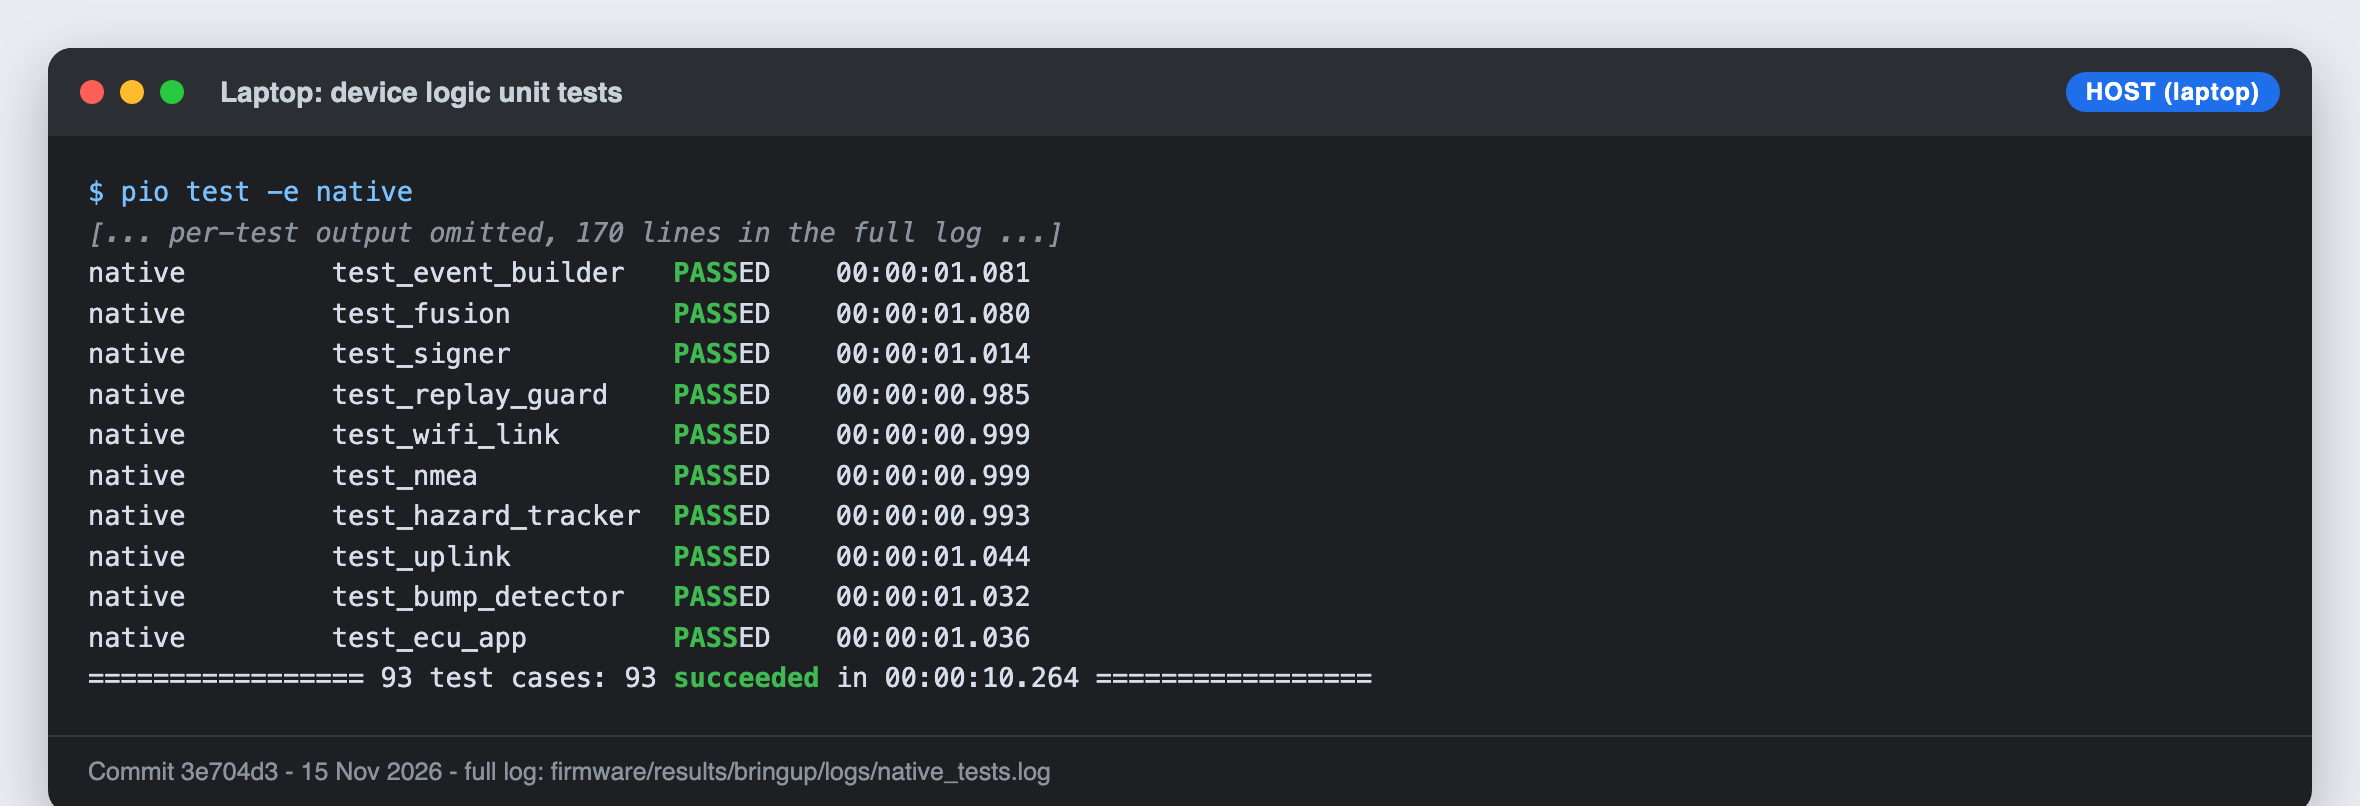 Laptop: device logic unit tests
HOST (laptop)
$ pio test -e native
[... per-test output omitted, 170 lines in the full log ...]
native         test_event_builder   PASSED    00:00:01.081
native         test_fusion          PASSED    00:00:01.080
native         test_signer          PASSED    00:00:01.014
native         test_replay_guard    PASSED    00:00:00.985
native         test_wifi_link       PASSED    00:00:00.999
native         test_nmea            PASSED    00:00:00.999
native         test_hazard_tracker  PASSED    00:00:00.993
native         test_uplink          PASSED    00:00:01.044
native         test_bump_detector   PASSED    00:00:01.032
native         test_ecu_app         PASSED    00:00:01.036
================= 93 test cases: 93 succeeded in 00:00:10.264 =================
Commit 3e704d3 - 15 Nov 2026 - full log: firmware/results/bringup/logs/native_tests.log